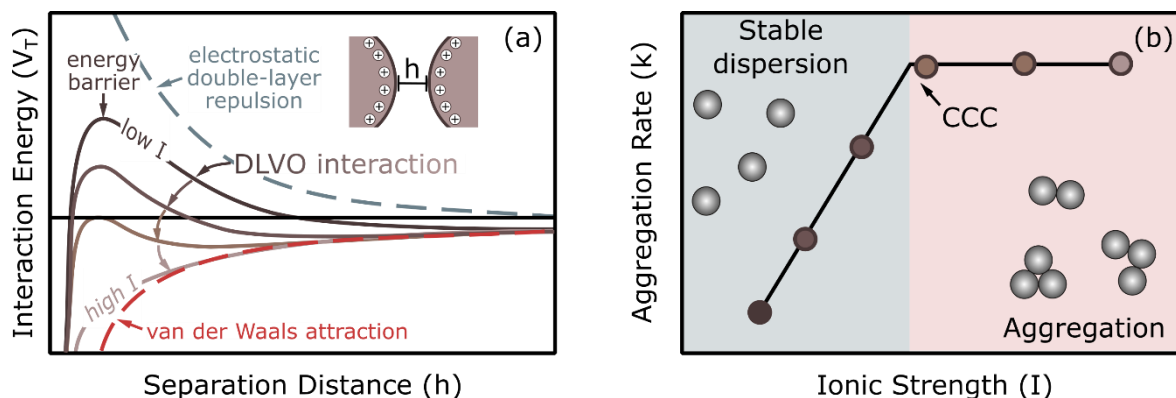 Interaction Energy (V_T)
(a)
energy
barrier
electrostatic
double-layer
repulsion
h
low I
DLVO interaction
high I
van der Waals attraction
Separation Distance (h)
+ + + + + +
+ + + + + +
Aggregation Rate (k)
(b)
Stable
dispersion
CCC
Aggregation
Ionic Strength (I)